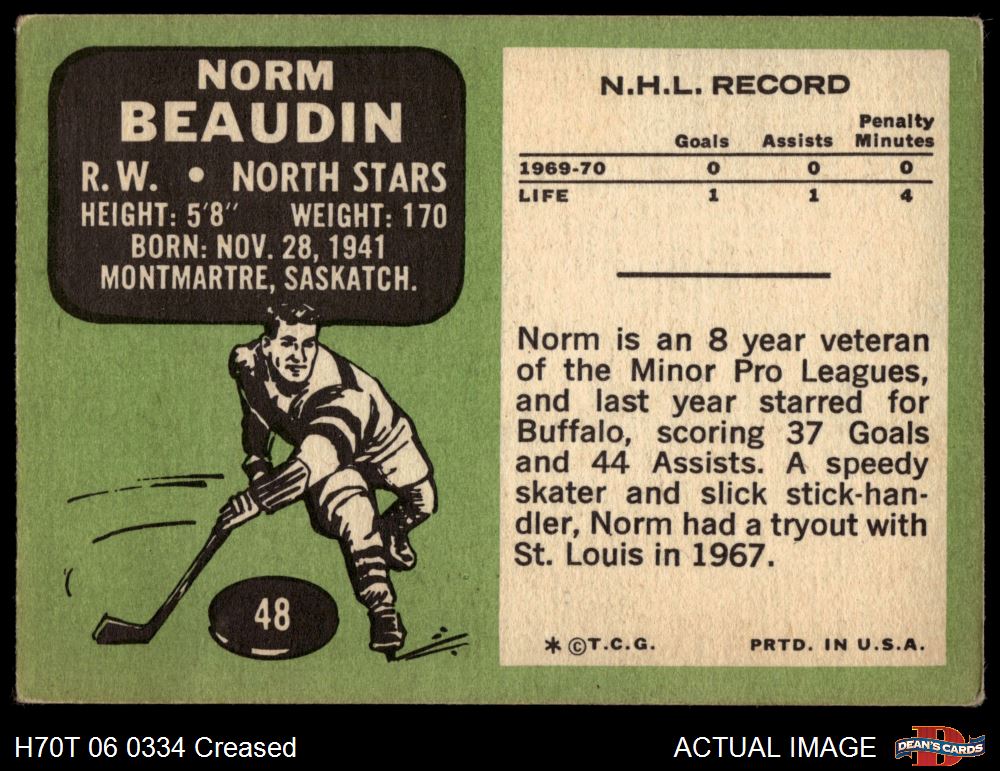 NORM
BEAUDIN
R.W. • NORTH STARS
HEIGHT: 5'8" WEIGHT: 170
BORN: NOV. 28, 1941
MONTMARTRE, SASKATCH.
48
N.H.L. RECORD
Goals Assists Penalty Minutes
1969-70 0 0 0
LIFE 1 1 4
Norm is an 8 year veteran
of the Minor Pro Leagues,
and last year starred for
Buffalo, scoring 37 Goals
and 44 Assists. A speedy
skater and slick stick-han-
dler, Norm had a tryout with
St. Louis in 1967.
* © T.C.G. PRTD. IN U.S.A.
H70T 06 0334 Creased
ACTUAL IMAGE
D
DEAN'S CARDS